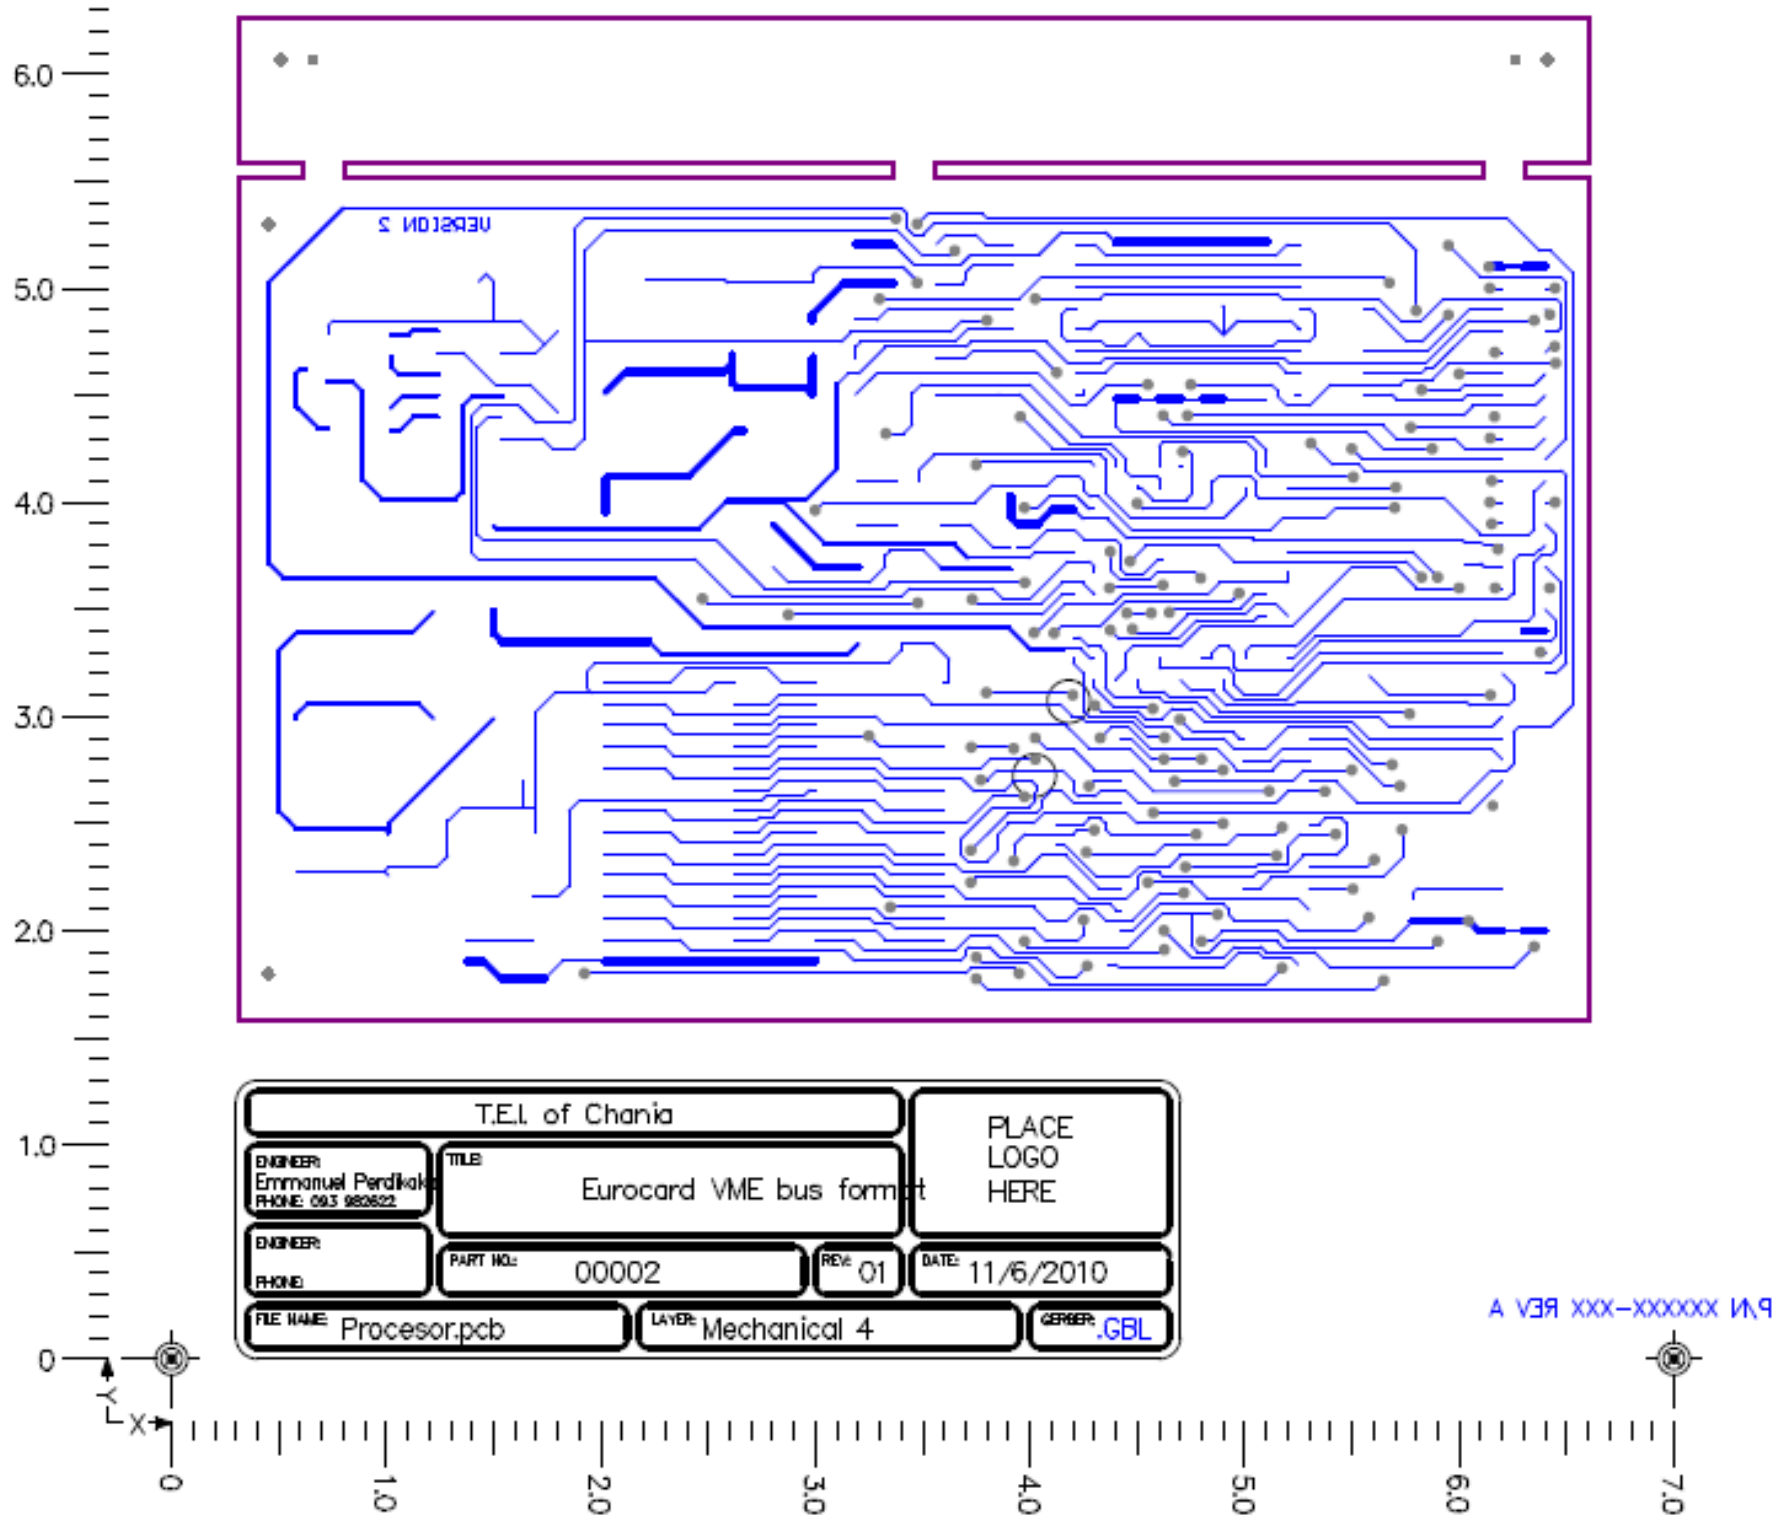 6.0
5.0
4.0
3.0
2.0
1.0
0
VERSION 2
T.E.I. of Chania
PLACE
LOGO
HERE
ENGINEER:
Emmanuel Perdikak
PHONE: 093 982622
TITLE:
Eurocard VME bus format
ENGINEER:
PHONE:
PART NO.:
00002
REV:
01
DATE:
11/6/2010
FILE NAME:
Procesor.pcb
LAYER:
Mechanical 4
GERBER:
.GBL
P/N XXXXXX-XXX REV A
Y
X
0
1.0
2.0
3.0
4.0
5.0
6.0
7.0